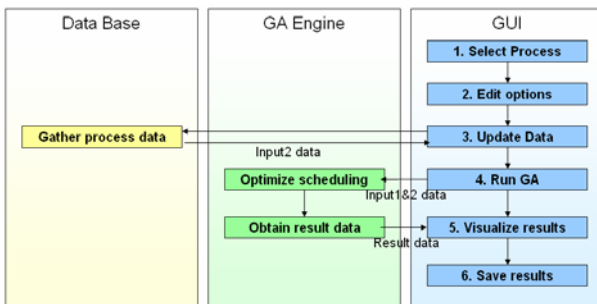 Data Base
GA Engine
GUI
1. Select Process
2. Edit options
Gather process data
3. Update Data
Input2 data
Optimize scheduling
4. Run GA
Input1&2 data
Obtain result data
5. Visualize results
Result data
6. Save results